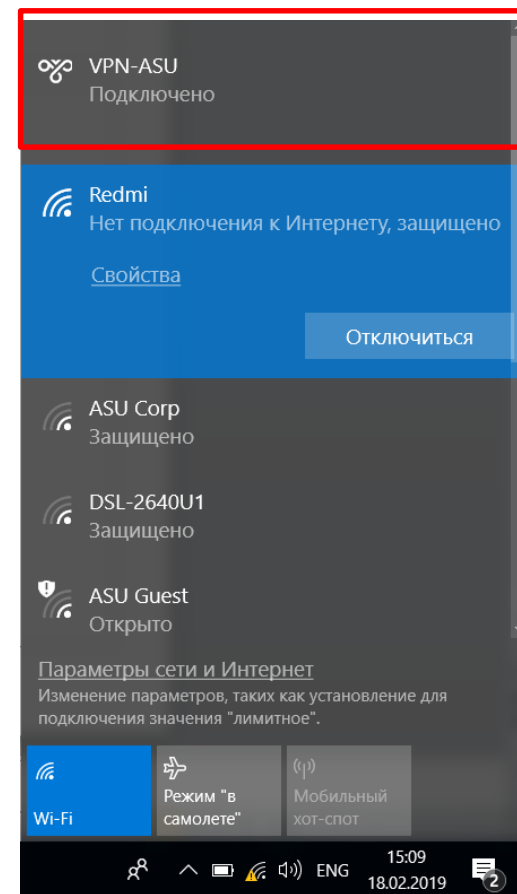 VPN-ASU
Подключено
Redmi
Нет подключения к Интернету, защищено
Свойства
Отключиться
ASU Corp
Защищено
DSL-2640U1
Защищено
ASU Guest
Открыто
Параметры сети и Интернет
Изменение параметров, таких как установление для
подключения значения "лимитное".
Wi-Fi
Режим "в
самолете"
Мобильный
хот-спот
ENG
15:09
18.02.2019
2